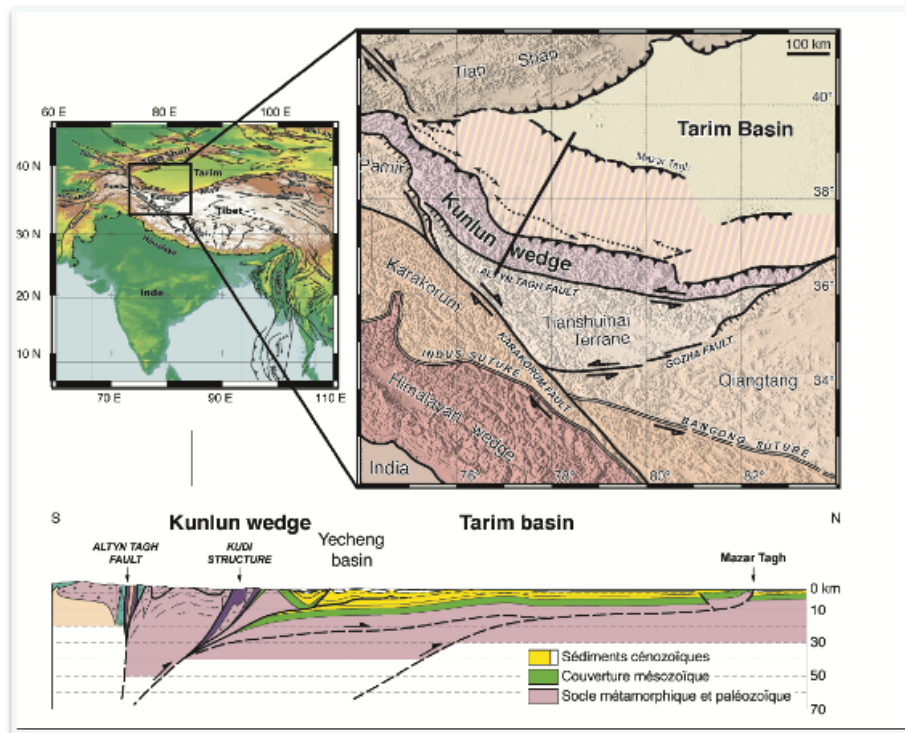 60 E
80 E
100 E
40 N
30 N
20 N
10 N
70 E
90 E
110 E
Tarim
Tibet
Himalaya
Inde
100 km
Tian Shan
40°
Tarim Basin
Mazar Tagh
Pamir
38°
Kunlun wedge
ALTYN TAGH FAULT
36°
Karakorum
Tianshuihai
Terrane
GOZHA FAULT
KARAKORUM FAULT
INDUS SUTURE
Qiangtang
34°
Himalayan wedge
BANGONG SUTURE
India
76°
78°
80°
82°
S
Kunlun wedge
Tarim basin
N
ALTYN TAGH
FAULT
KUDI
STRUCTURE
Yecheng
basin
Mazar Tagh
0 km
10
30
50
70
Sédiments cénozoïques
Couverture mésozoïque
Socle métamorphique et paléozoïque